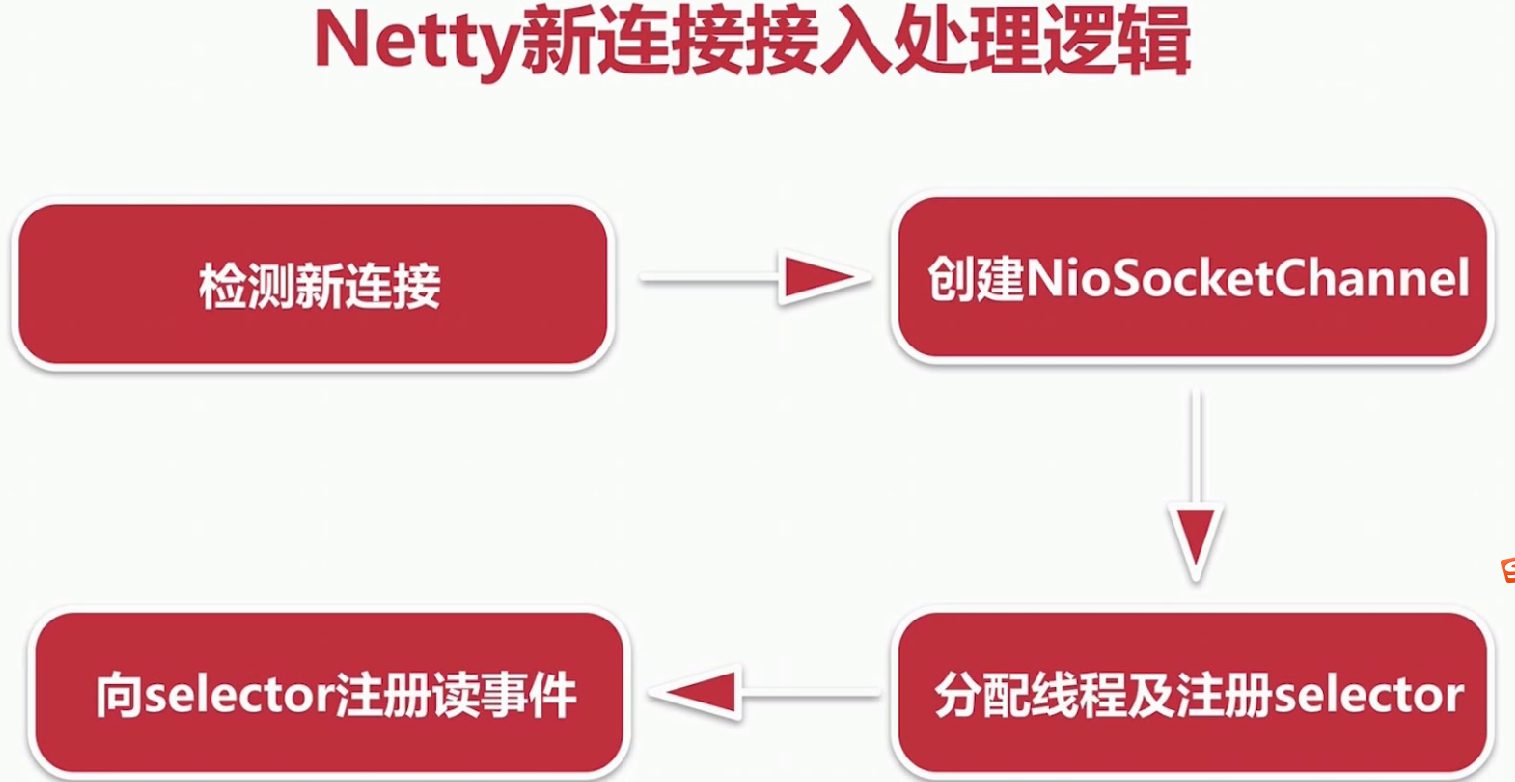 Netty新连接接入处理逻辑
检测新连接
创建NioSocketChannel
分配线程及注册selector
向selector注册读事件